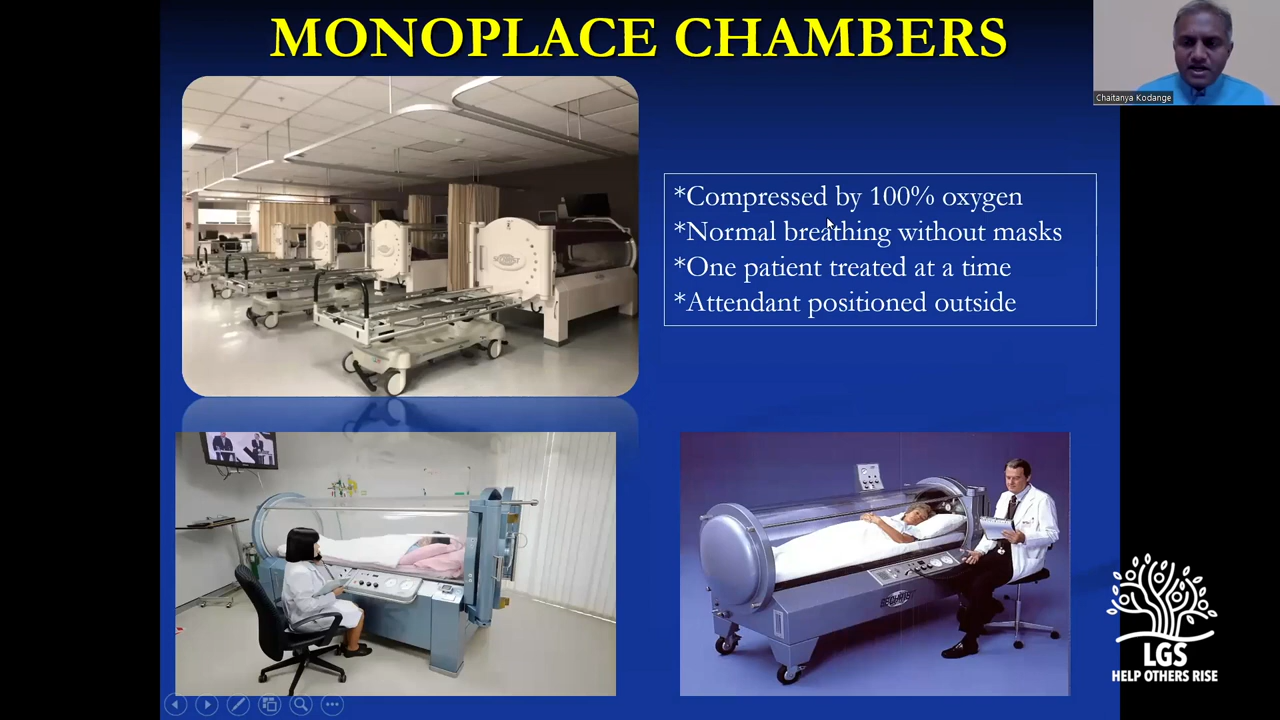 MONOPLACE CHAMBERS
Chaitanya Kodange
*Compressed by 100% oxygen
*Normal breathing without masks
*One patient treated at a time
*Attendant positioned outside
SECHRIST
LGS
HELP OTHERS RISE